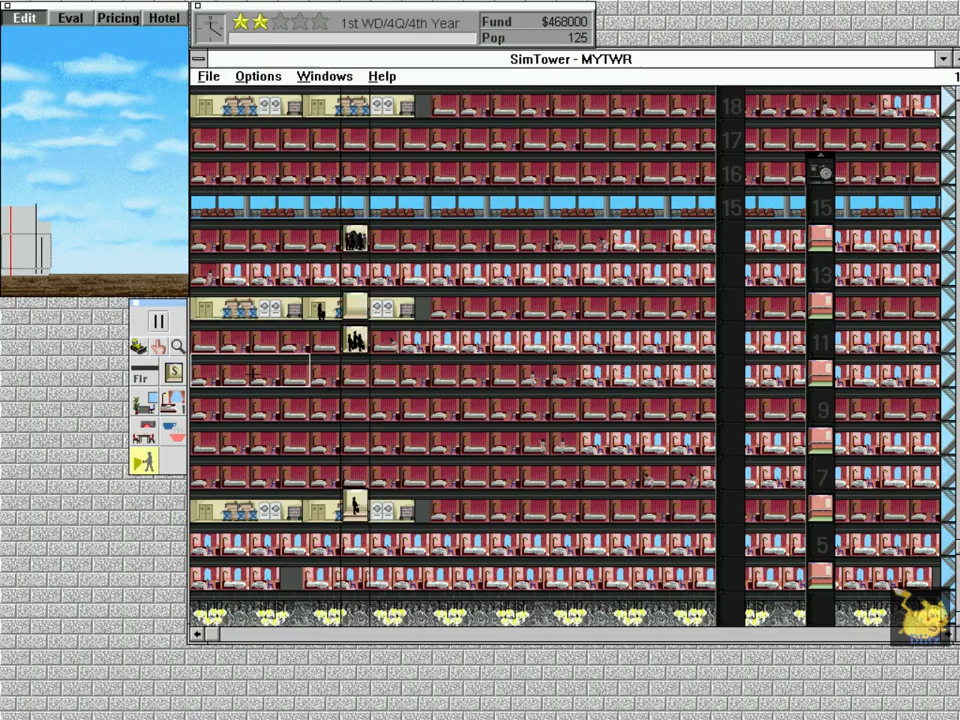 Edit Eval Pricing Hotel
1st WD/4Q/4th Year
Fund $468000
Pop 125
SimTower - MYTWR
File Options Windows Help
18
17
16
15 15
13
11
9
7
5
Flr
S